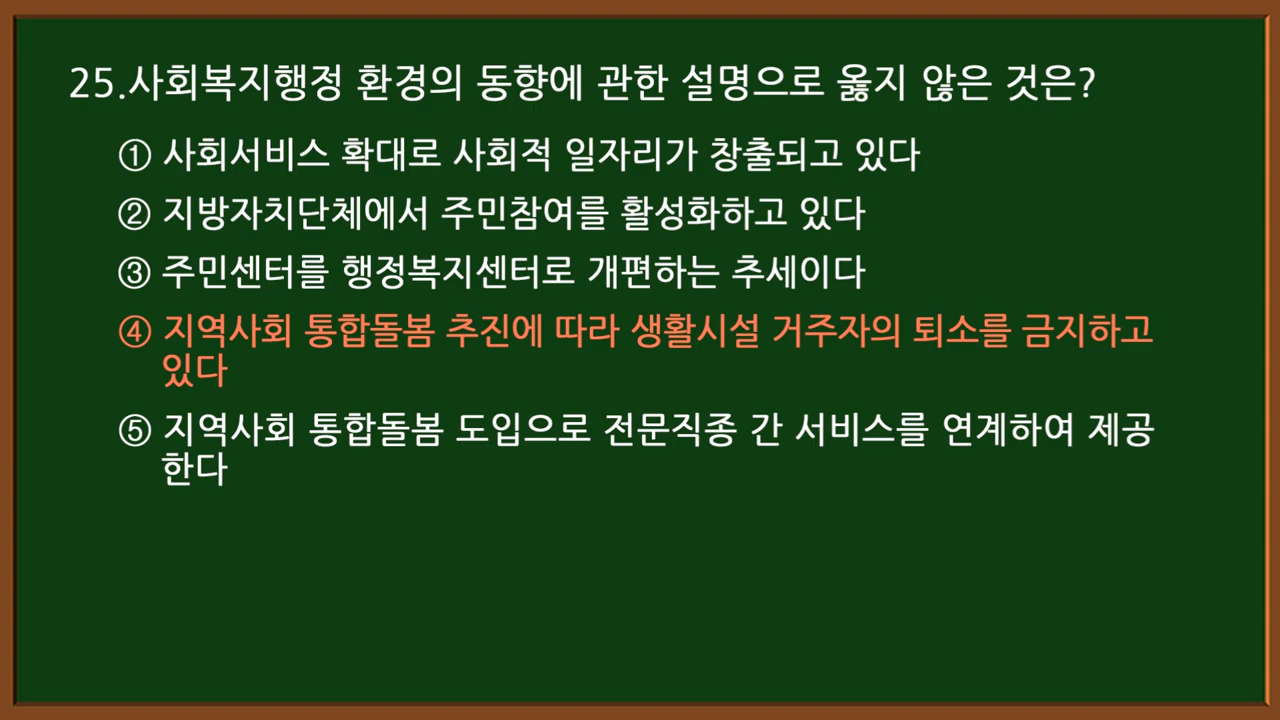 25.사회복지행정 환경의 동향에 관한 설명으로 옳지 않은 것은?
① 사회서비스 확대로 사회적 일자리가 창출되고 있다
② 지방자치단체에서 주민참여를 활성화하고 있다
③ 주민센터를 행정복지센터로 개편하는 추세이다
④ 지역사회 통합돌봄 추진에 따라 생활시설 거주자의 퇴소를 금지하고
있다
⑤ 지역사회 통합돌봄 도입으로 전문직종 간 서비스를 연계하여 제공
한다